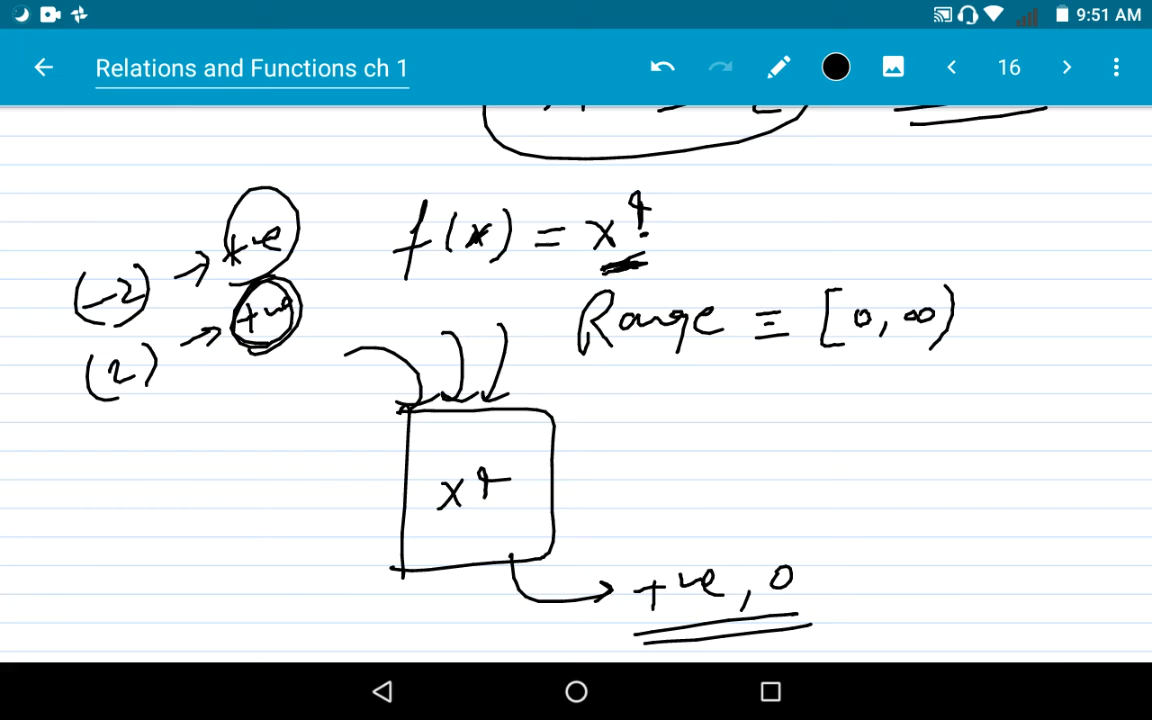 9:51 AM
Relations and Functions ch 1
16
(-2) → +ve
f(x) = x⁴
(2) → +ve
Range ≡ [0, ∞)
x⁴
+ve, 0